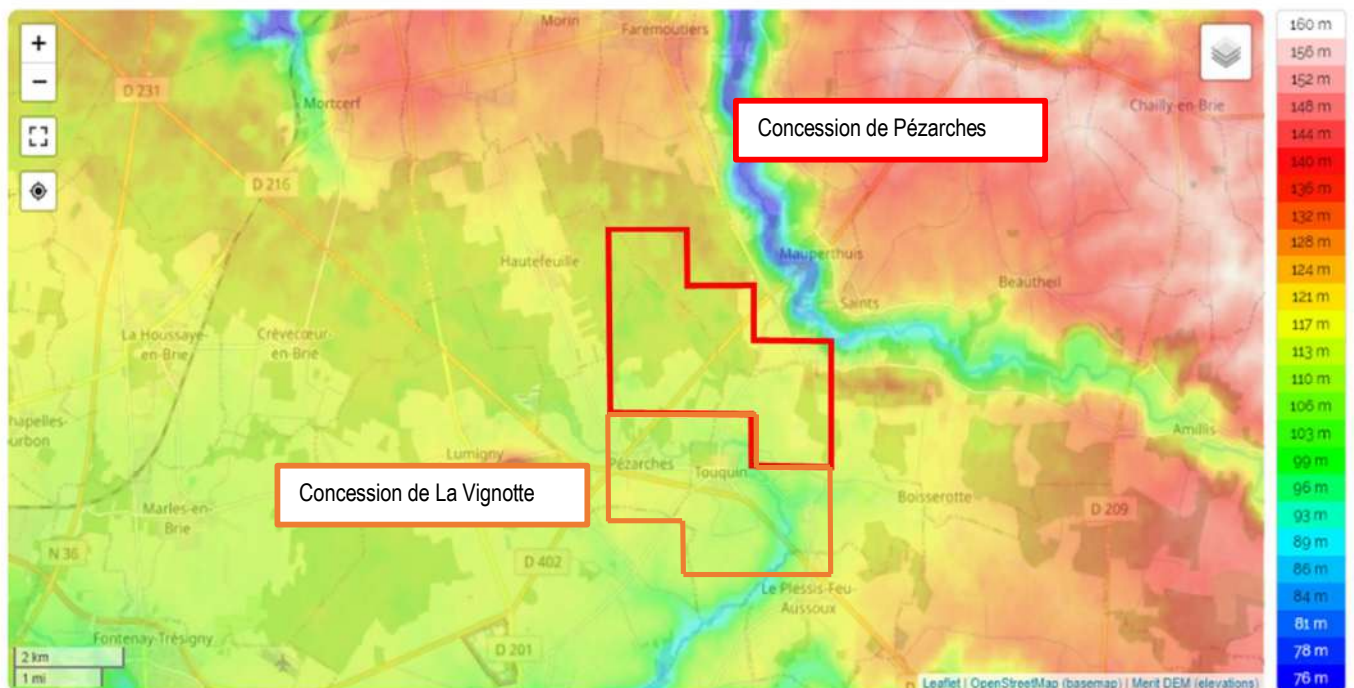 +
−
Morin
Faremoutiers
D 231
Mortcerf
Concession de Pézarches
Chailly-en-Brie
D 216
Hautefeuille
Mauperthuis
Saints
Beautheil
La Houssaye-
en-Brie
Crèvecœur-
en-Brie
hapelles-
ourbon
Amillis
Lumigny
Pézarches
Touquin
Concession de La Vignotte
Boisserotte
Marles-en-
Brie
D 209
N 36
D 402
Le Plessis-Feu-
Aussoux
Fontenay-Trésigny
D 201
2 km
1 mi
Leaflet | OpenStreetMap (basemap) | Merit DEM (elevations)
160 m
156 m
152 m
148 m
144 m
140 m
136 m
132 m
128 m
124 m
121 m
117 m
113 m
110 m
106 m
103 m
99 m
96 m
93 m
89 m
86 m
84 m
81 m
78 m
76 m